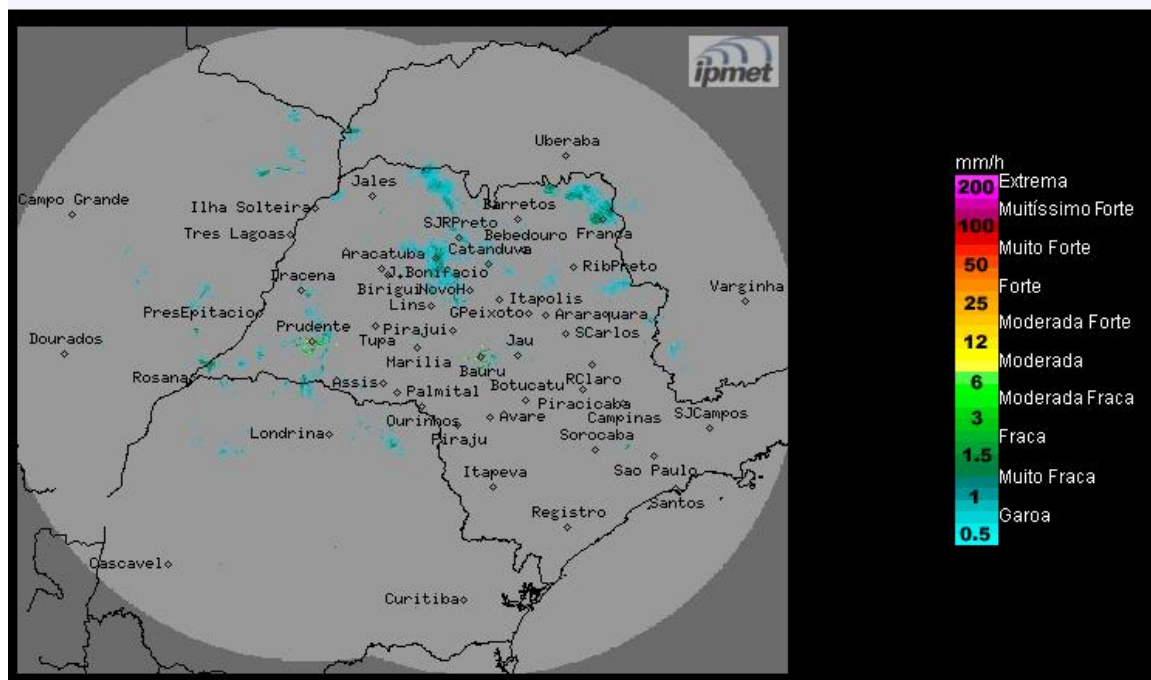 ipmet
Uberaba
Jales
Campo Grande
Ilha Solteira
Barretos
SJRPreto
Tres Lagoas
Bebedouro
Franca
Aracatuba
Catanduva
J.Bonifacio
RibPreto
Dracena
Birigui
NovoH
Varginha
Lins
Itapolis
PresEpitacio
GPeixoto
Araraquara
Prudente
Tupa
Pirajui
SCarlos
Dourados
Marilia
Jau
Bauru
Rosana
Assis
Palmital
Botucatu
RClaro
Piracicaba
Ourinhos
Avare
Campinas
SJCampos
Londrina
Piraju
Sorocaba
Itapeva
Sao Paulo
Santos
Registro
Cascavel
Curitiba
mm/h
200 Extrema
Muitíssimo Forte
100
Muito Forte
50
Forte
25
Moderada Forte
12
Moderada
6
Moderada Fraca
3
Fraca
1.5
Muito Fraca
1
Garoa
0.5